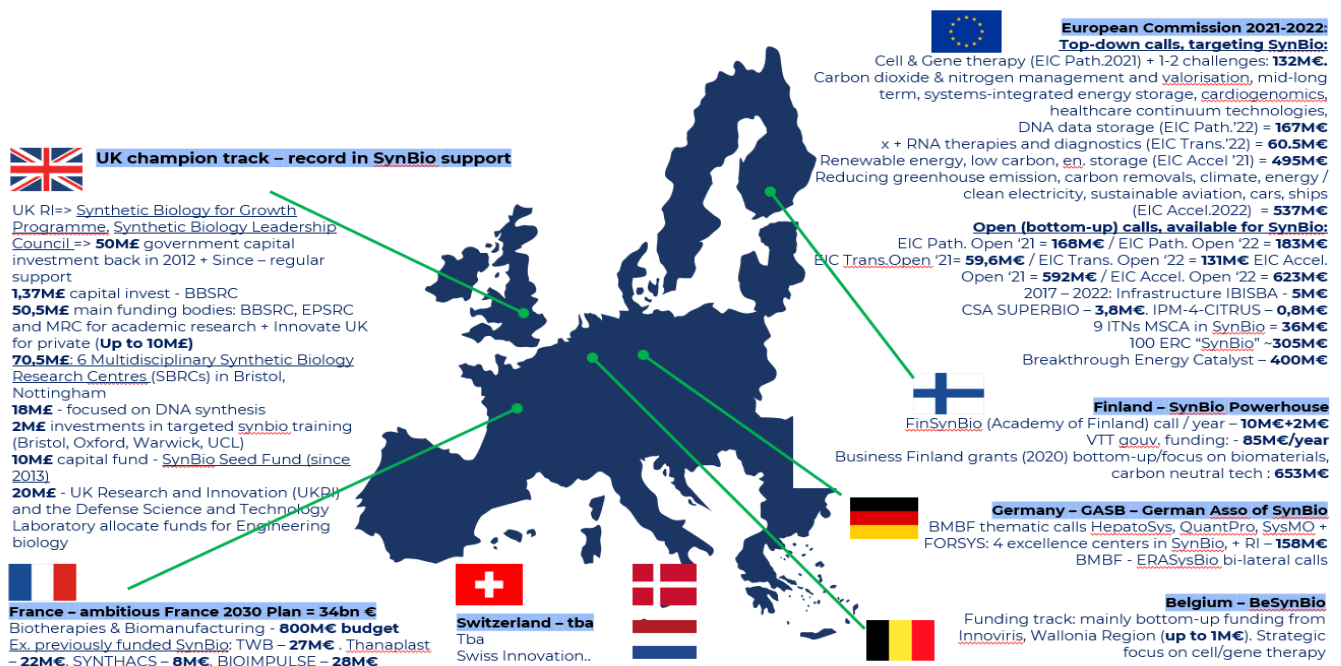 UK champion track – record in SynBio support
UK RI=> Synthetic Biology for Growth
Programme, Synthetic Biology Leadership
Council => 50M£ government capital
investment back in 2012 + Since – regular
support
1,37M£ capital invest - BBSRC
50,5M£ main funding bodies: BBSRC, EPSRC
and MRC for academic research + Innovate UK
for private (Up to 10M£)
70,5M£: 6 Multidisciplinary Synthetic Biology
Research Centres (SBRCs) in Bristol,
Nottingham
18M£ - focused on DNA synthesis
2M£ investments in targeted synbio training
(Bristol, Oxford, Warwick, UCL)
10M£ capital fund - SynBio Seed Fund (since
2013)
20M£ - UK Research and Innovation (UKRI)
and the Defense Science and Technology
Laboratory allocate funds for Engineering
biology
France – ambitious France 2030 Plan = 34bn €
Biotherapies & Biomanufacturing - 800M€ budget
Ex. previously funded SynBio: TWB – 27M€ . Thanaplast
– 22M€. SYNTHACS – 8M€. BIOIMPULSE – 28M€
Switzerland – tba
Tba
Swiss Innovation..
European Commission 2021-2022:
Top-down calls, targeting SynBio:
Cell & Gene therapy (EIC Path.2021) + 1-2 challenges: 132M€.
Carbon dioxide & nitrogen management and valorisation, mid-long
term, systems-integrated energy storage, cardiogenomics,
healthcare continuum technologies,
DNA data storage (EIC Path.'22) = 167M€
x + RNA therapies and diagnostics (EIC Trans.'22) = 60.5M€
Renewable energy, low carbon, en. storage (EIC Accel '21) = 495M€
Reducing greenhouse emission, carbon removals, climate, energy /
clean electricity, sustainable aviation, cars, ships
(EIC Accel.2022) = 537M€
Open (bottom-up) calls, available for SynBio:
EIC Path. Open '21 = 168M€ / EIC Path. Open '22 = 183M€
EIC Trans.Open '21= 59,6M€ / EIC Trans. Open '22 = 131M€ EIC Accel.
Open '21 = 592M€ / EIC Accel. Open '22 = 623M€
2017 – 2022: Infrastructure IBISBA - 5M€
CSA SUPERBIO – 3,8M€. IPM-4-CITRUS – 0,8M€
9 ITNs MSCA in SynBio = 36M€
100 ERC "SynBio" ~305M€
Breakthrough Energy Catalyst – 400M€
Finland – SynBio Powerhouse
FinSynBio (Academy of Finland) call / year – 10M€+2M€
VTT gouv. funding: - 85M€/year
Business Finland grants (2020) bottom-up/focus on biomaterials,
carbon neutral tech : 653M€
Germany – GASB – German Asso of SynBio
BMBF thematic calls HepatoSys, QuantPro, SysMO +
FORSYS: 4 excellence centers in SynBio, + RI – 158M€
BMBF - ERASysBio bi-lateral calls
Belgium – BeSynBio
Funding track: mainly bottom-up funding from
Innoviris, Wallonia Region (up to 1M€). Strategic
focus on cell/gene therapy